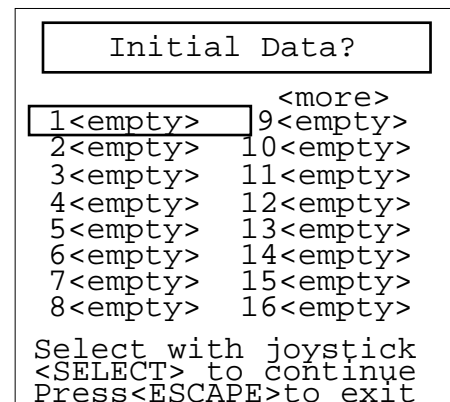 Initial Data?
<more>
1<empty> 9<empty>
2<empty> 10<empty>
3<empty> 11<empty>
4<empty> 12<empty>
5<empty> 13<empty>
6<empty> 14<empty>
7<empty> 15<empty>
8<empty> 16<empty>
Select with joystick
<SELECT> to continue
Press<ESCAPE>to exit